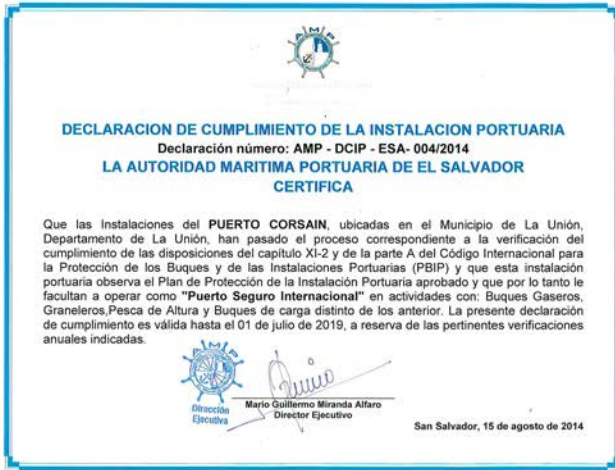 AMP
DECLARACION DE CUMPLIMIENTO DE LA INSTALACION PORTUARIA
Declaración número: AMP - DCIP - ESA- 004/2014
LA AUTORIDAD MARITIMA PORTUARIA DE EL SALVADOR
CERTIFICA
Que las Instalaciones del PUERTO CORSAIN, ubicadas en el Municipio de La Unión,
Departamento de La Unión, han pasado el proceso correspondiente a la verificación del
cumplimiento de las disposiciones del capítulo XI-2 y de la parte A del Código Internacional para
la Protección de los Buques y de las Instalaciones Portuarias (PBIP) y que esta instalación
portuaria observa el Plan de Protección de la Instalación Portuaria aprobado y que por lo tanto le
facultan a operar como "Puerto Seguro Internacional" en actividades con: Buques Gaseros,
Graneleros,Pesca de Altura y Buques de carga distinto de los anterior. La presente declaración
de cumplimiento es válida hasta el 01 de julio de 2019, a reserva de las pertinentes verificaciones
anuales indicadas.
AMP
Dirección
Ejecutiva
Mario Guillermo Miranda Alfaro
Director Ejecutivo
San Salvador, 15 de agosto de 2014